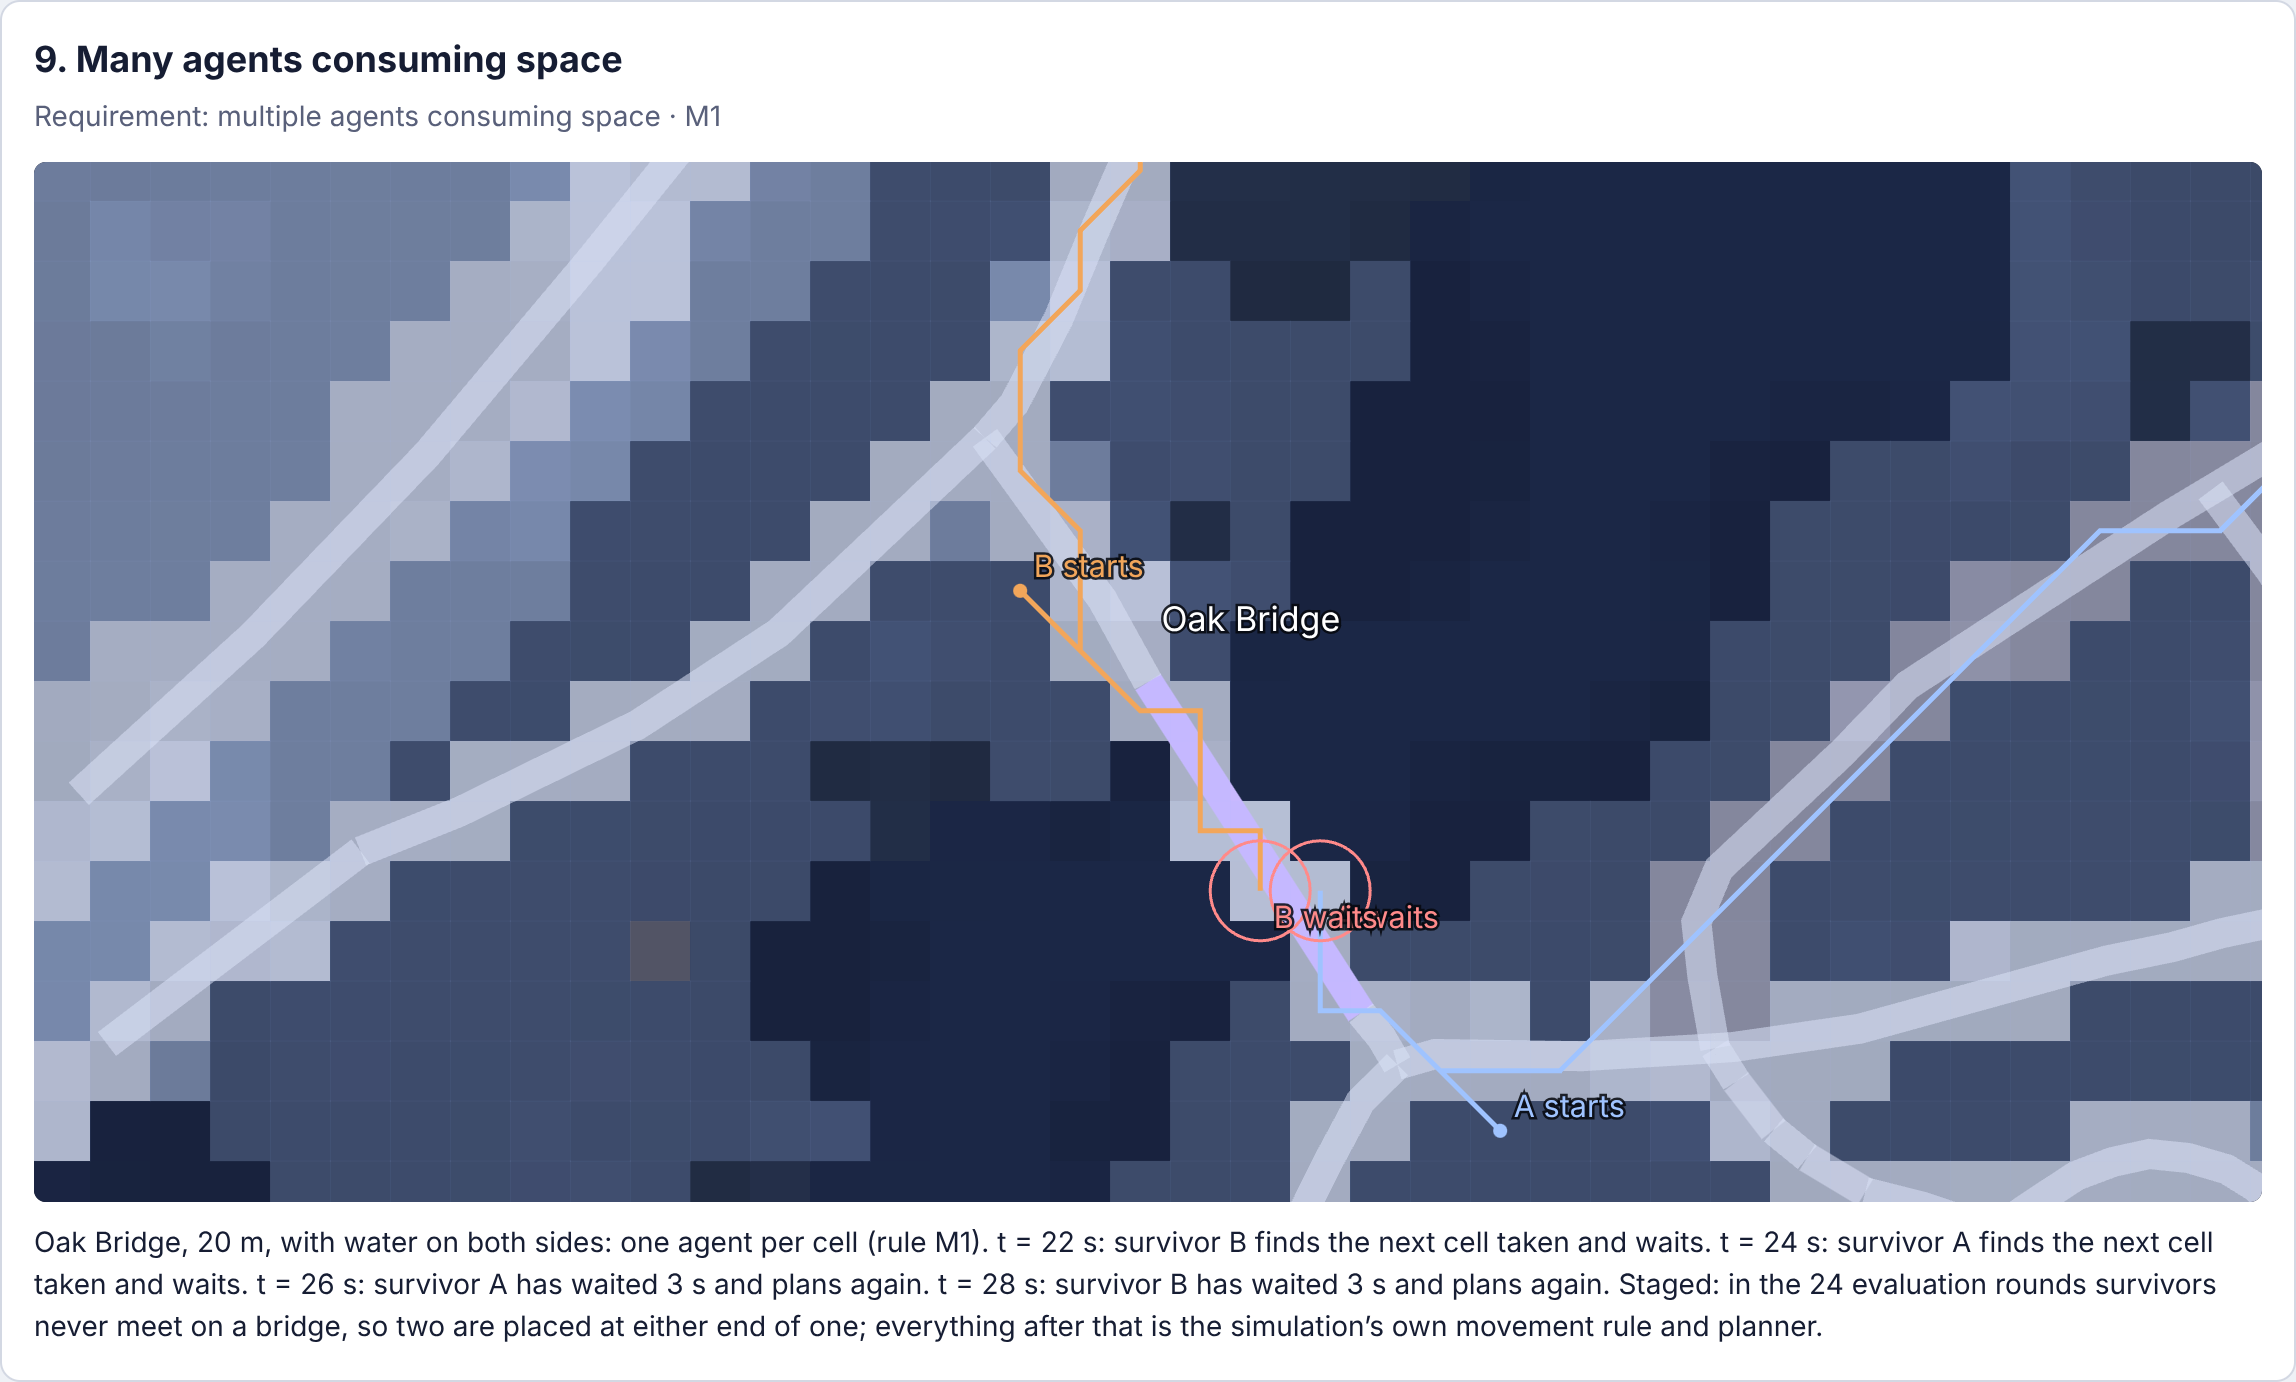 9. Many agents consuming space
Requirement: multiple agents consuming space · M1
B starts
Oak Bridge
B waits
waits
A starts
Oak Bridge, 20 m, with water on both sides: one agent per cell (rule M1). t = 22 s: survivor B finds the next cell taken and waits. t = 24 s: survivor A finds the next cell
taken and waits. t = 26 s: survivor A has waited 3 s and plans again. t = 28 s: survivor B has waited 3 s and plans again. Staged: in the 24 evaluation rounds survivors
never meet on a bridge, so two are placed at either end of one; everything after that is the simulation’s own movement rule and planner.